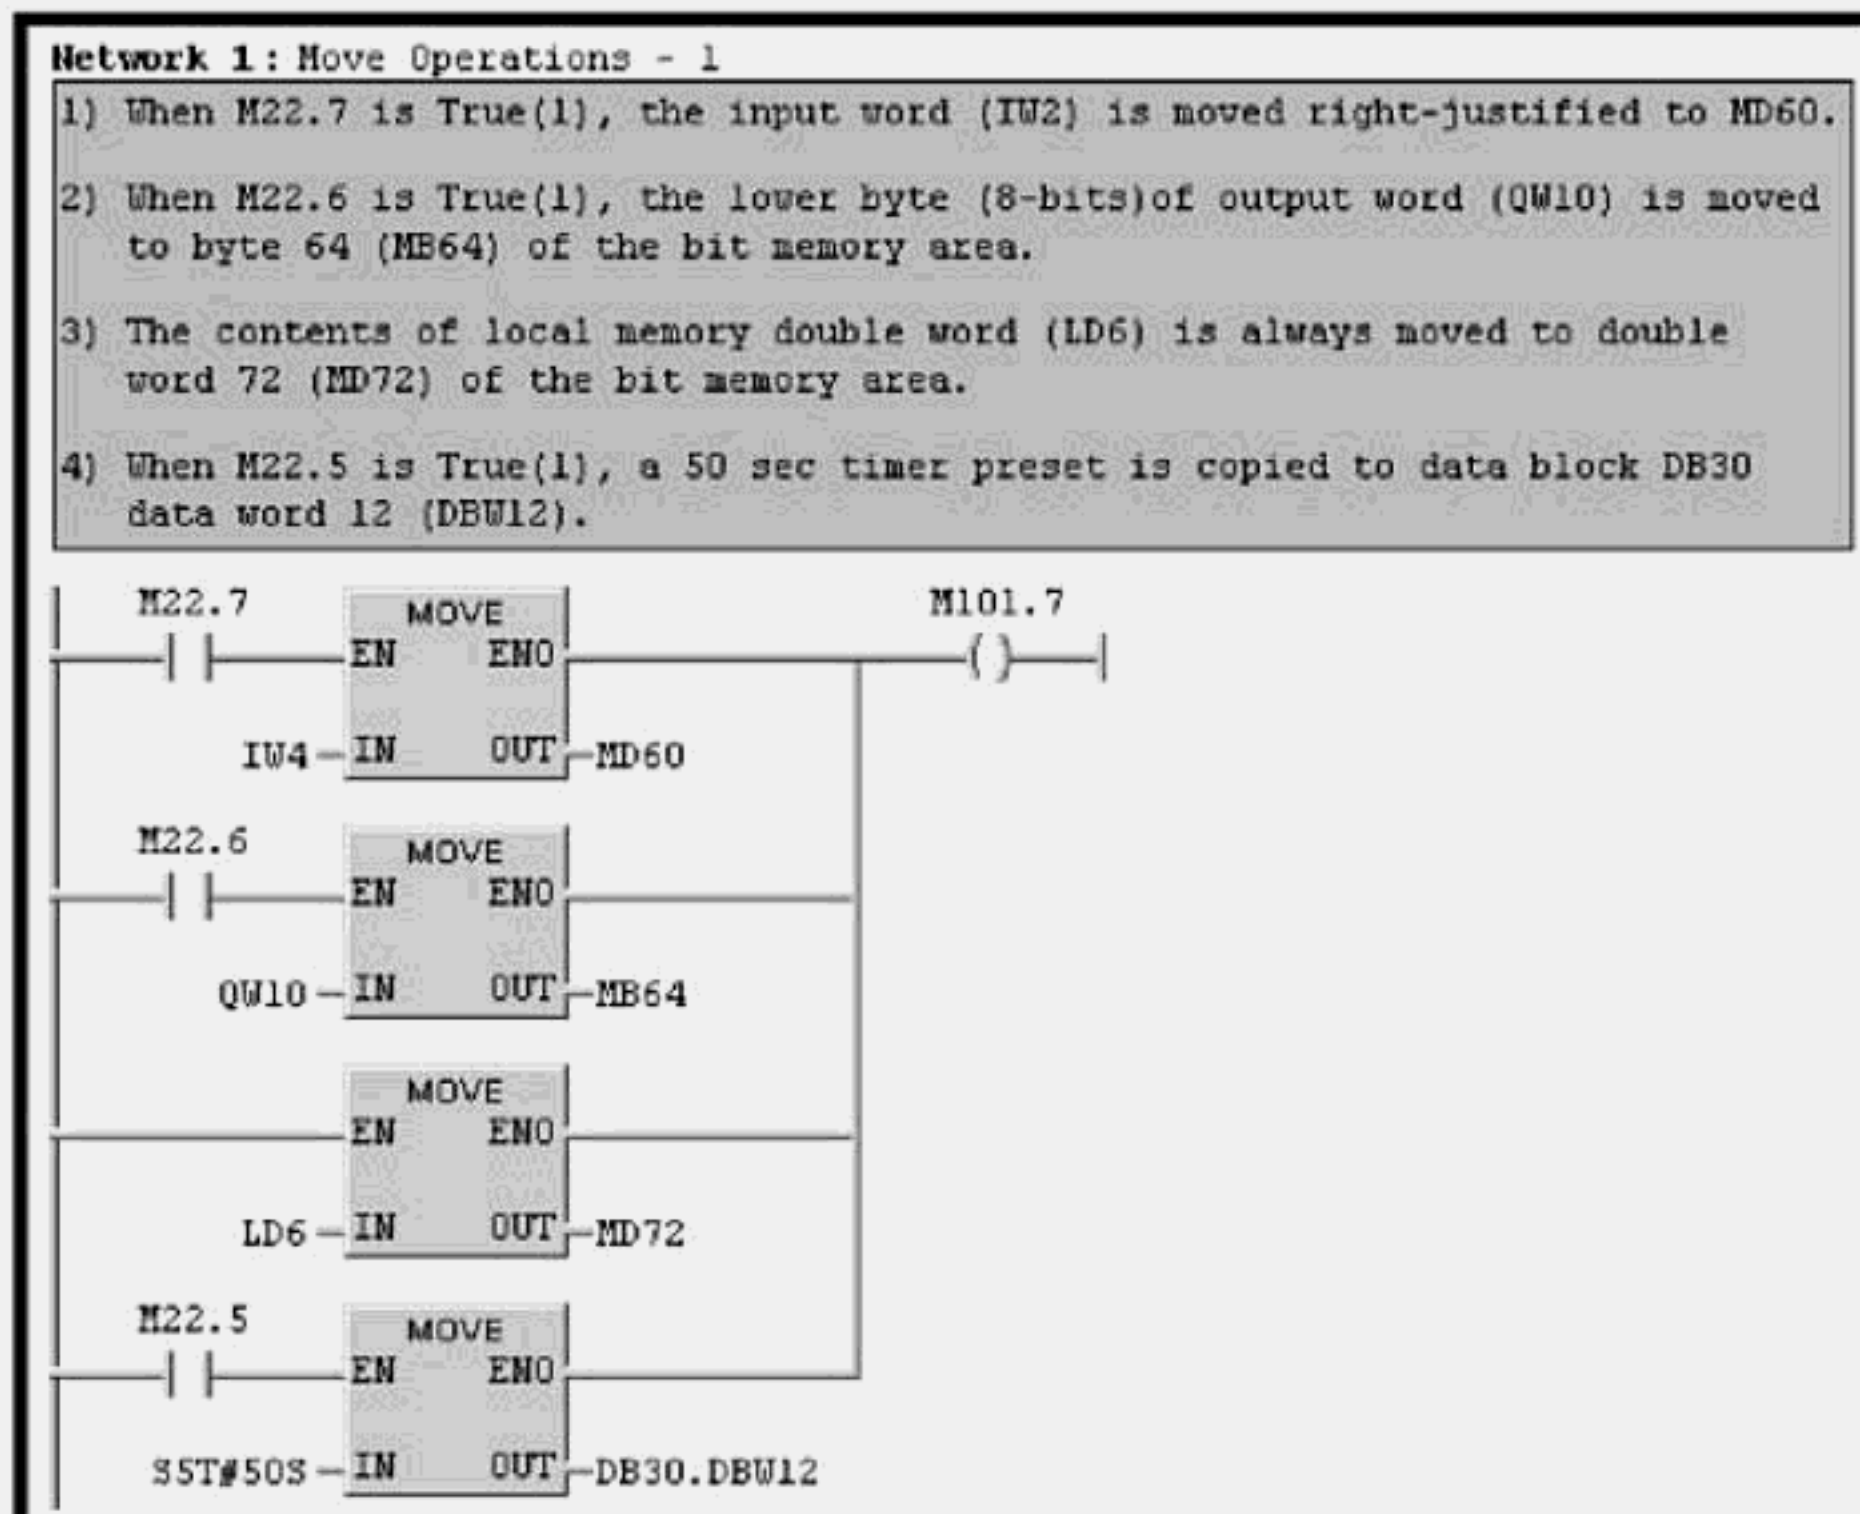 Network 1: Move Operations - 1
1) When M22.7 is True(1), the input word (IW2) is moved right-justified to MD60.
2) When M22.6 is True(1), the lower byte (8-bits)of output word (QW10) is moved
to byte 64 (MB64) of the bit memory area.
3) The contents of local memory double word (LD6) is always moved to double
word 72 (MD72) of the bit memory area.
4) When M22.5 is True(1), a 50 sec timer preset is copied to data block DB30
data word 12 (DBW12).
M22.7
MOVE
M101.7
EN ENO
( )
IW4 IN OUT MD60
M22.6
MOVE
EN ENO
QW10 IN OUT MB64
MOVE
EN ENO
LD6 IN OUT MD72
M22.5
MOVE
EN ENO
S5T#50S IN OUT DB30.DBW12